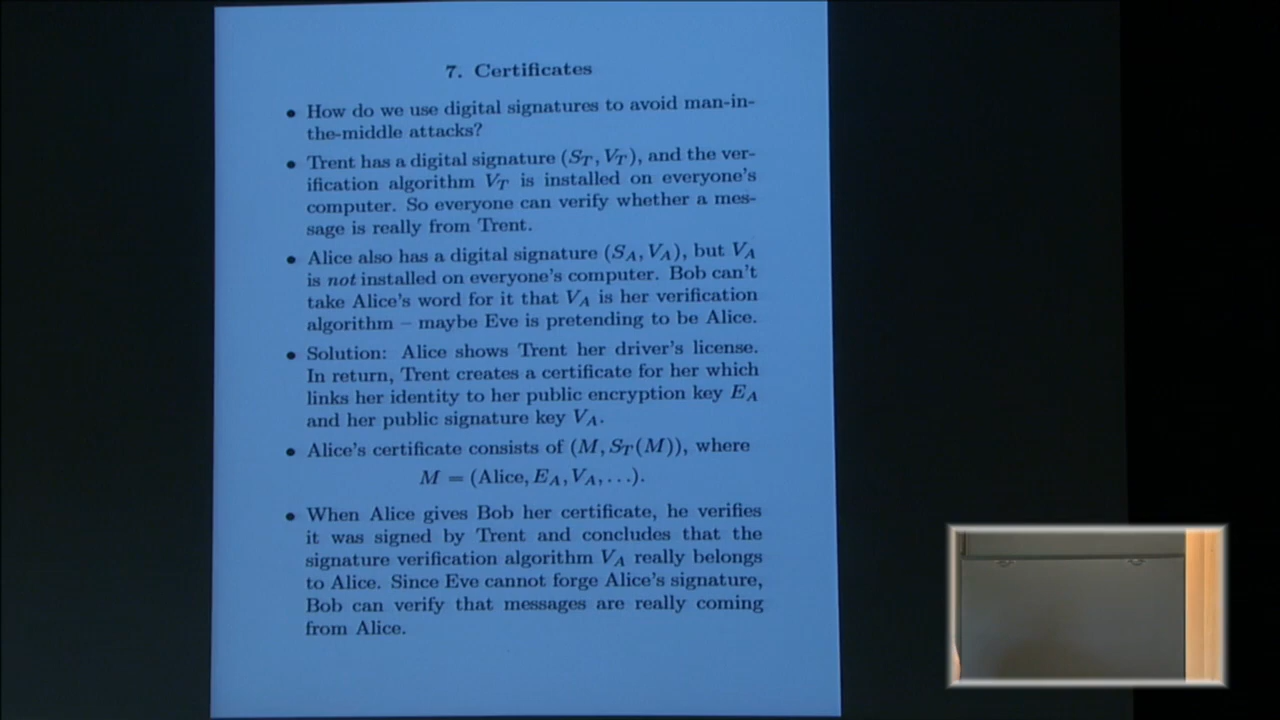 7. Certificates
• How do we use digital signatures to avoid man-in-
the-middle attacks?
• Trent has a digital signature (S_T, V_T), and the ver-
ification algorithm V_T is installed on everyone's
computer. So everyone can verify whether a mes-
sage is really from Trent.
• Alice also has a digital signature (S_A, V_A), but V_A
is not installed on everyone's computer. Bob can't
take Alice's word for it that V_A is her verification
algorithm – maybe Eve is pretending to be Alice.
• Solution: Alice shows Trent her driver's license.
In return, Trent creates a certificate for her which
links her identity to her public encryption key E_A
and her public signature key V_A.
• Alice's certificate consists of (M, S_T(M)), where
M = (Alice, E_A, V_A, . . .).
• When Alice gives Bob her certificate, he verifies
it was signed by Trent and concludes that the
signature verification algorithm V_A really belongs
to Alice. Since Eve cannot forge Alice's signature,
Bob can verify that messages are really coming
from Alice.